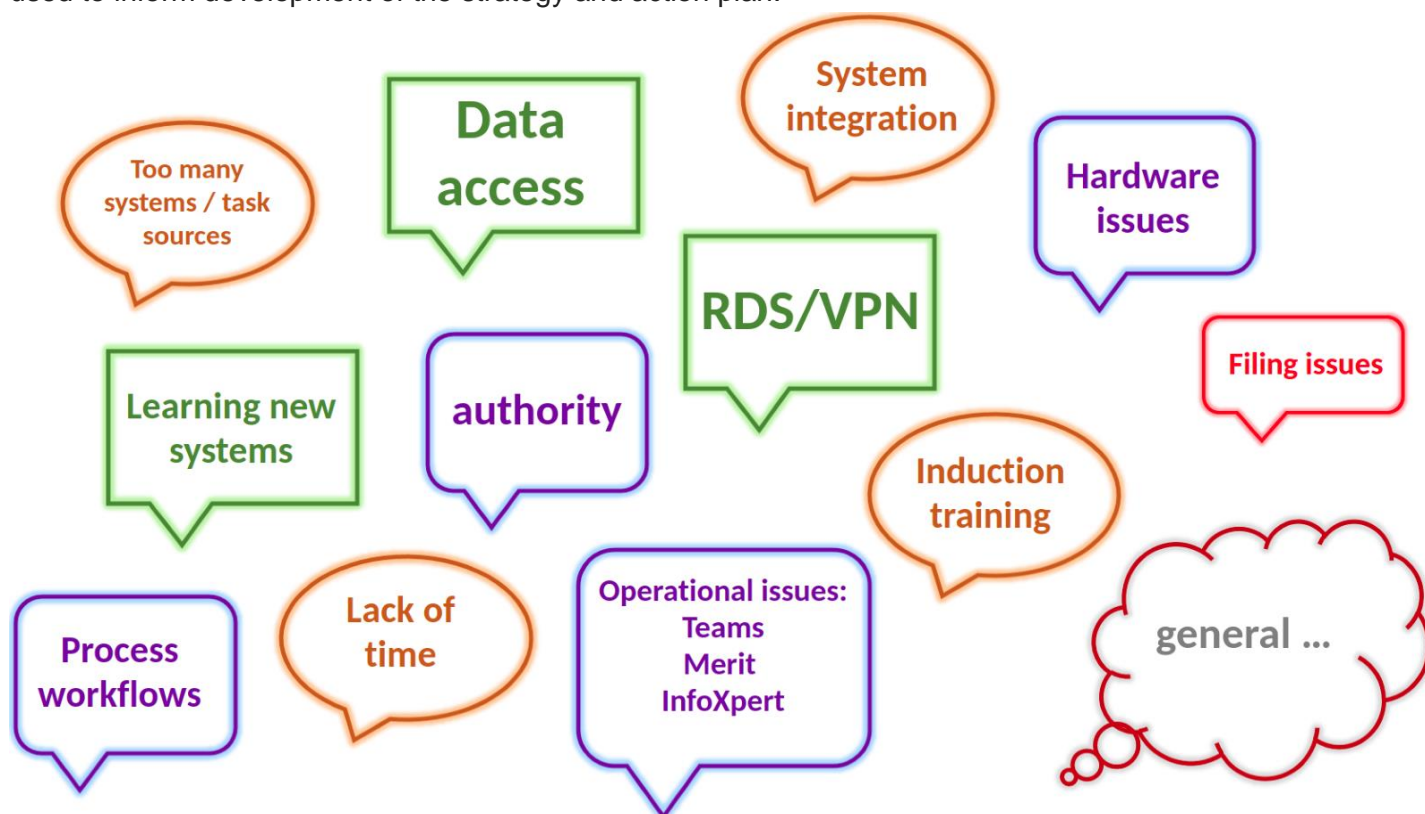 used to inform development of the strategy and action plan.
System
integration
Data
access
Too many
systems / task
sources
Hardware
issues
RDS/VPN
Filing issues
Learning new
systems
authority
Induction
training
Operational issues:
Teams
Merit
InfoXpert
Lack of
time
general ...
Process
workflows